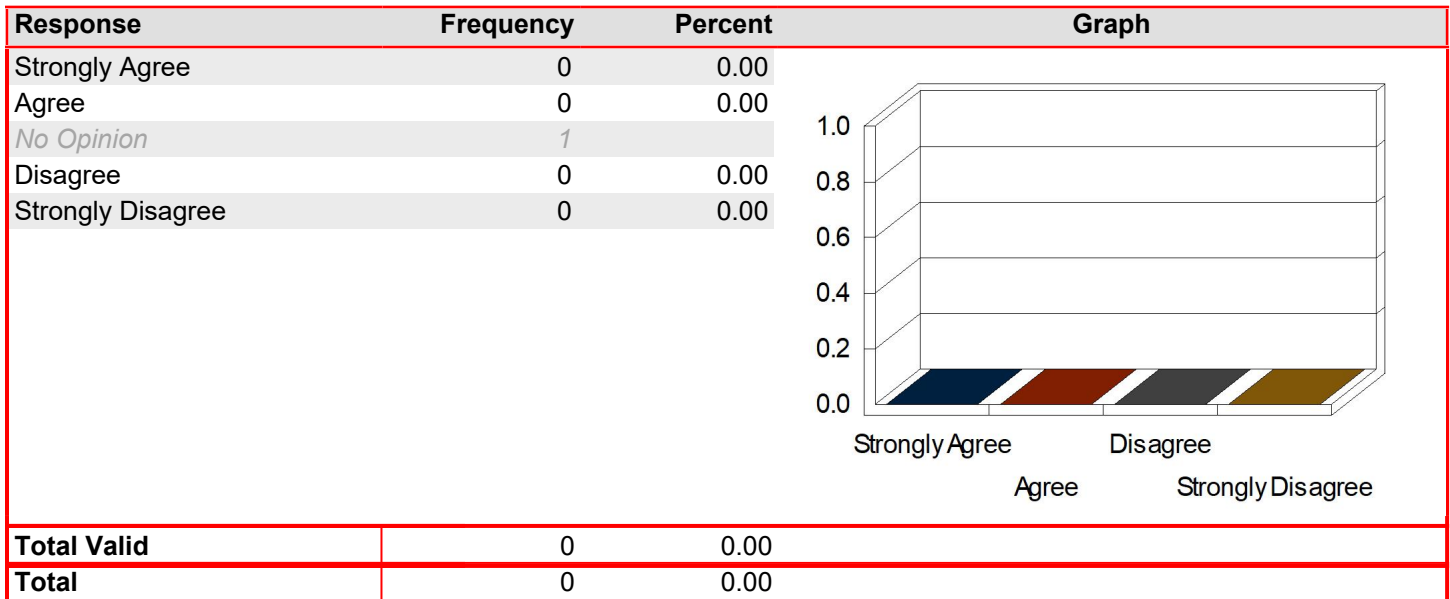 Response Frequency Percent Graph
Strongly Agree 0 0.00
Agree 0 0.00
No Opinion 1
Disagree 0 0.00
Strongly Disagree 0 0.00
1.0
0.8
0.6
0.4
0.2
0.0
Strongly Agree Disagree
Agree Strongly Disagree
Total Valid 0 0.00
Total 0 0.00